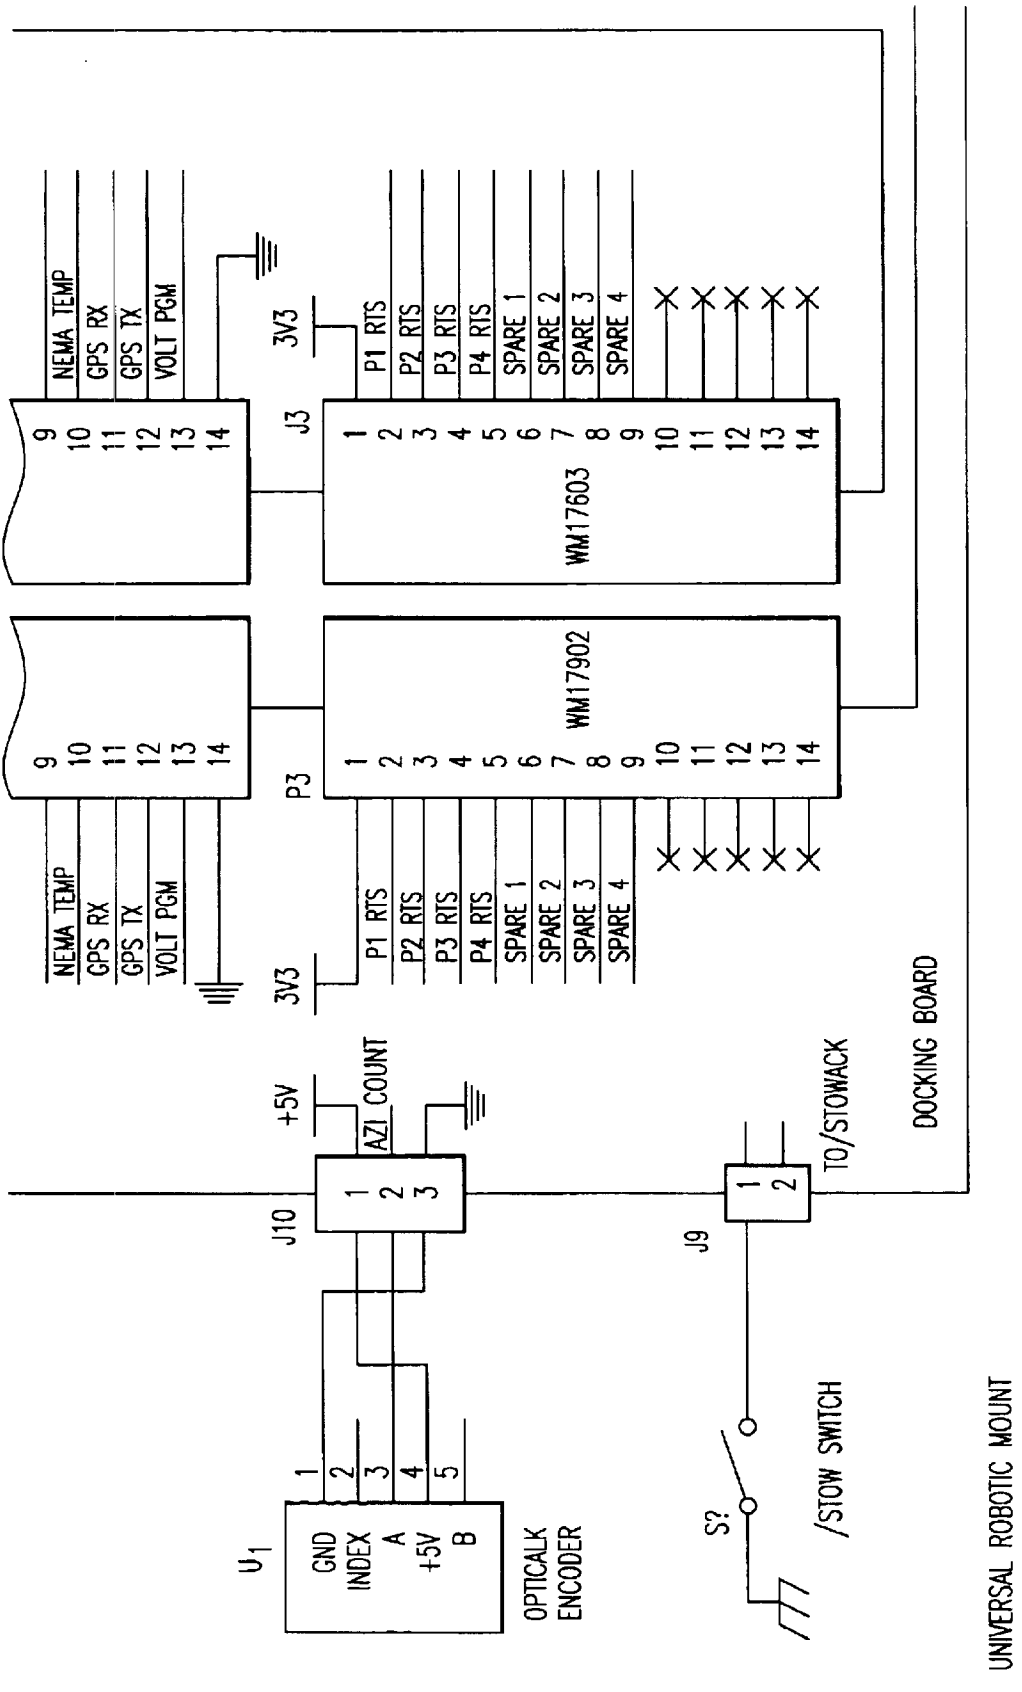 9
10
11
12
13
14
NEMA TEMP
GPS RX
GPS TX
VOLT PGM
9
10
11
12
13
14
NEMA TEMP
GPS RX
GPS TX
VOLT PGM
+5V
AZI COUNT
J10
1
2
3
U1
GND
INDEX
A
+5V
B
1
2
3
4
5
OPTICALK
ENCODER
3V3
P1 RTS
P2 RTS
P3 RTS
P4 RTS
SPARE 1
SPARE 2
SPARE 3
SPARE 4
P3
1
2
3
4
5
6
7
8
9
10
11
12
13
14
WM17902
J3
1
2
3
4
5
6
7
8
9
10
11
12
13
14
WM17603
3V3
P1 RTS
P2 RTS
P3 RTS
P4 RTS
SPARE 1
SPARE 2
SPARE 3
SPARE 4
J9
1
2
TO/STOWACK
S?
/STOW SWITCH
DOCKING BOARD
UNIVERSAL ROBOTIC MOUNT